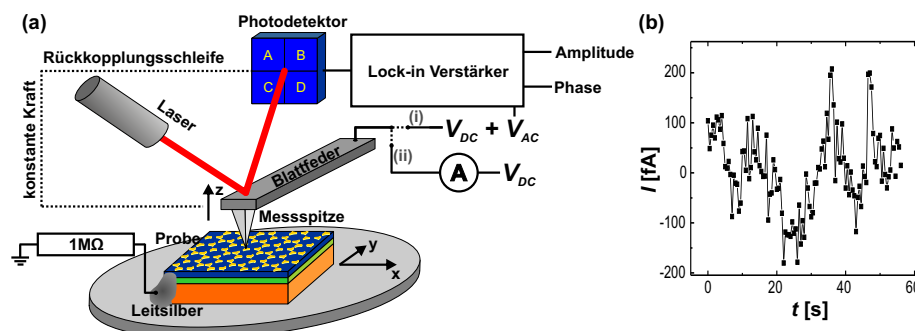 (a)
Photodetektor
A B
C D
Rückkopplungsschleife
konstante Kraft
Laser
Lock-in Verstärker
Amplitude
Phase
(i)
V_DC + V_AC
(ii)
A
V_DC
Blattfeder
z
Messspitze
Probe
1MΩ
y
x
Leitsilber
(b)
I [fA]
200
100
0
-100
-200
0 20 40 60
t [s]